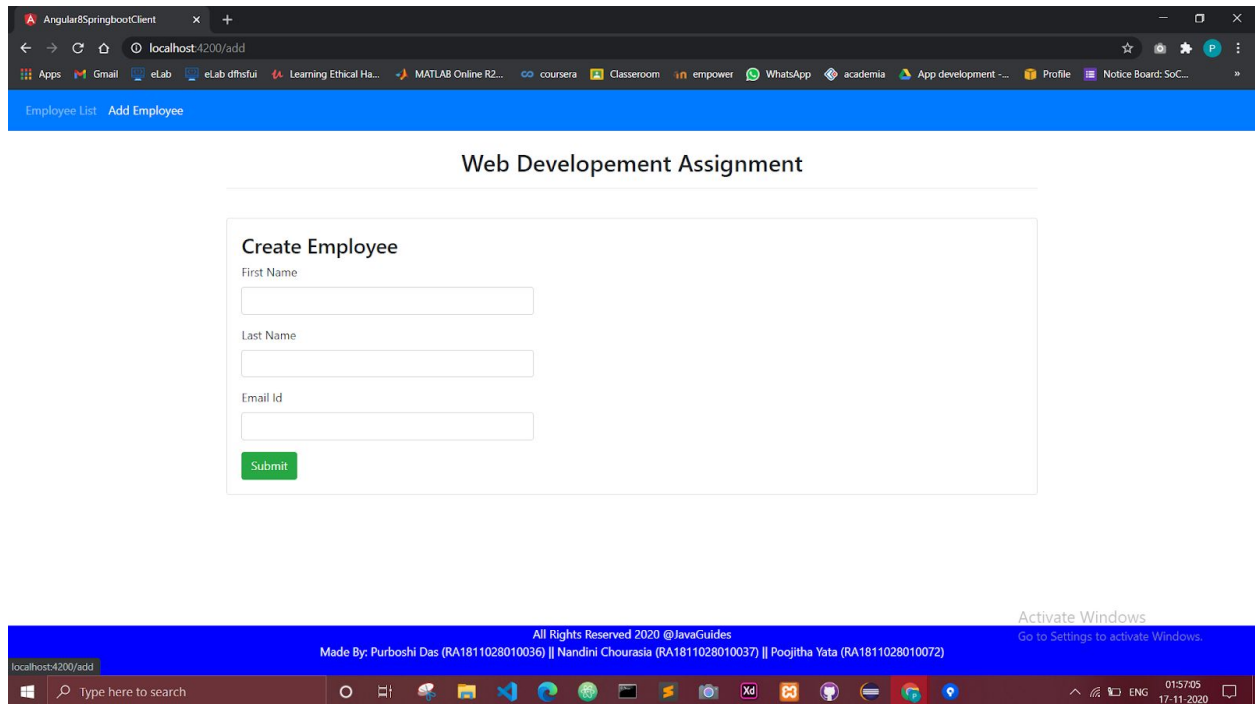 Angular8SpringbootClient
localhost:4200/add
Apps Gmail eLab eLab dfhsfui Learning Ethical Ha... MATLAB Online R2... coursera Classroom empower WhatsApp academia App development -... Profile Notice Board: SoC... »
Employee List Add Employee
Web Developement Assignment
Create Employee
First Name
Last Name
Email Id
Submit
Activate Windows
Go to Settings to activate Windows.
All Rights Reserved 2020 @JavaGuides
Made By: Purboshi Das (RA1811028010036) || Nandini Chourasia (RA1811028010037) || Poojitha Yata (RA1811028010072)
localhost:4200/add
Type here to search
ENG
01:57:05
17-11-2020